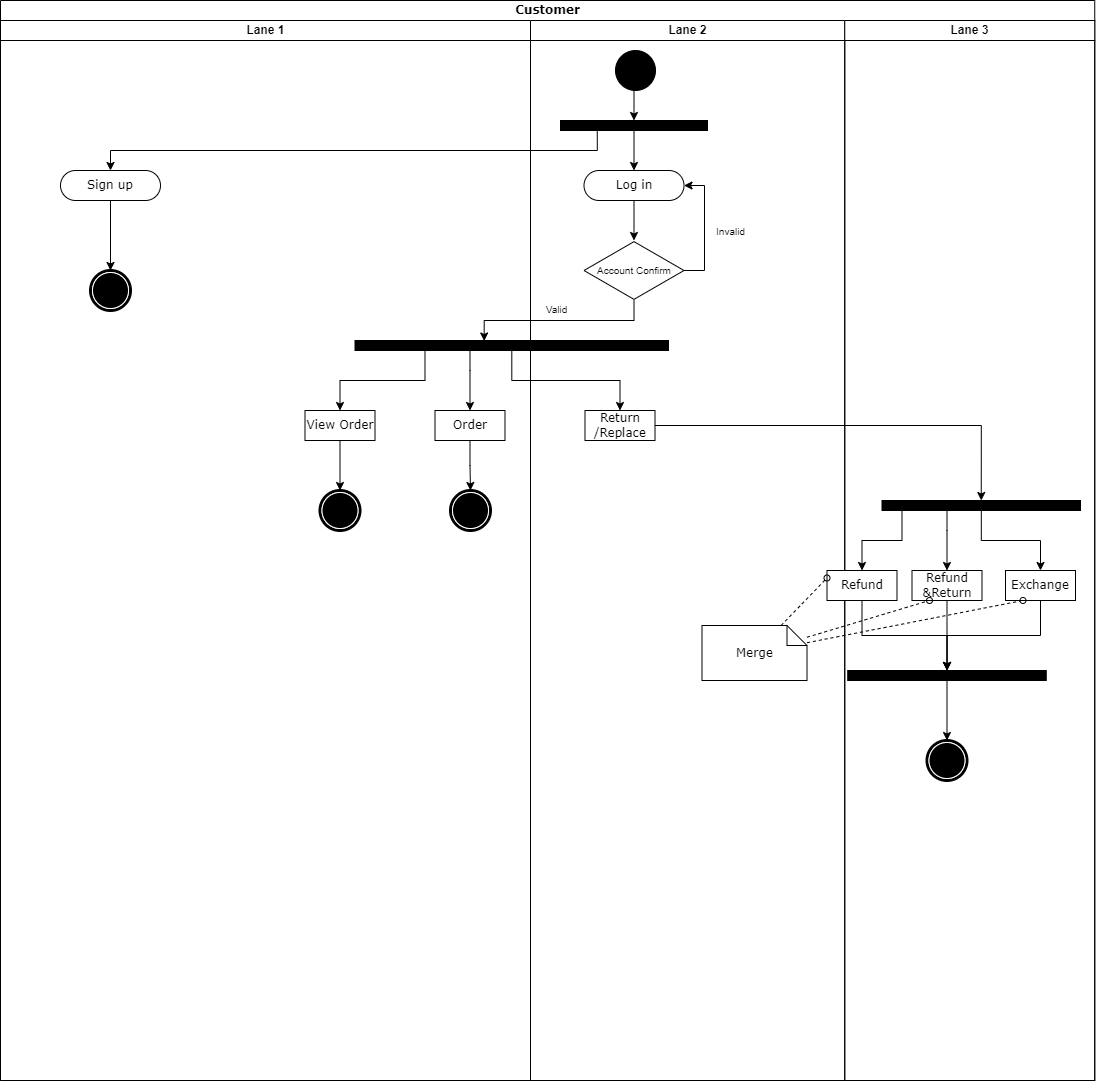 Customer
Lane 1
Lane 2
Lane 3
Sign up
Log in
Invalid
Account Confirm
Valid
View Order
Order
Return
/Replace
Refund
Refund
&Return
Exchange
Merge